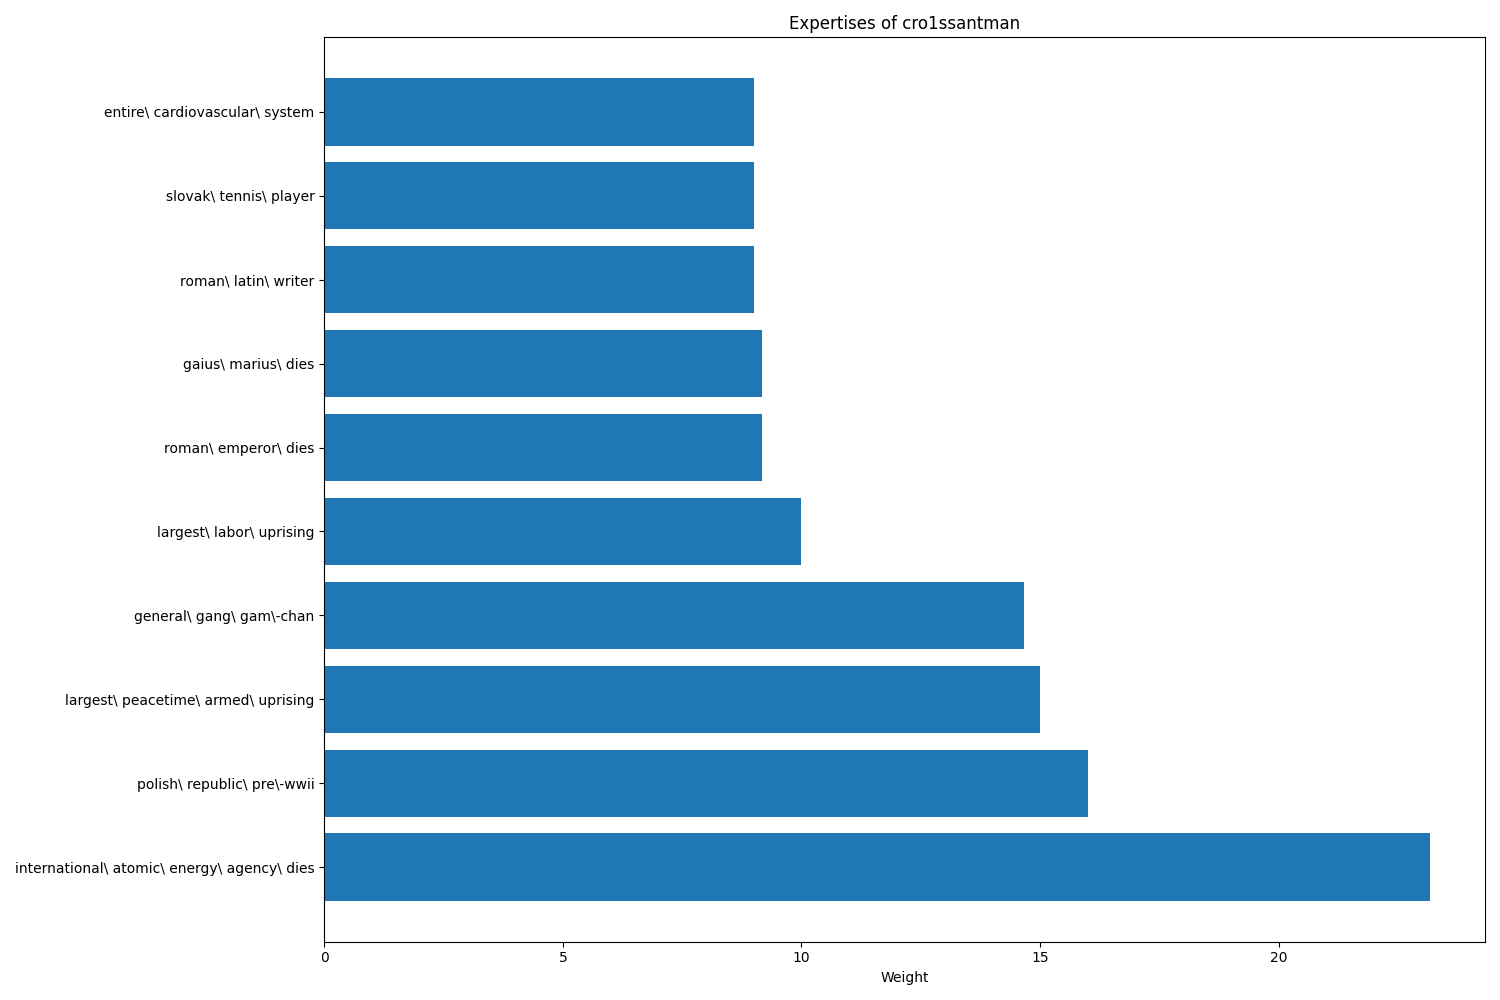 Expertises of cro1ssantman
entire\ cardiovascular\ system
slovak\ tennis\ player
roman\ latin\ writer
gaius\ marius\ dies
roman\ emperor\ dies
largest\ labor\ uprising
general\ gang\ gam\-chan
largest\ peacetime\ armed\ uprising
polish\ republic\ pre\-wwii
international\ atomic\ energy\ agency\ dies
0 5 10 15 20
Weight